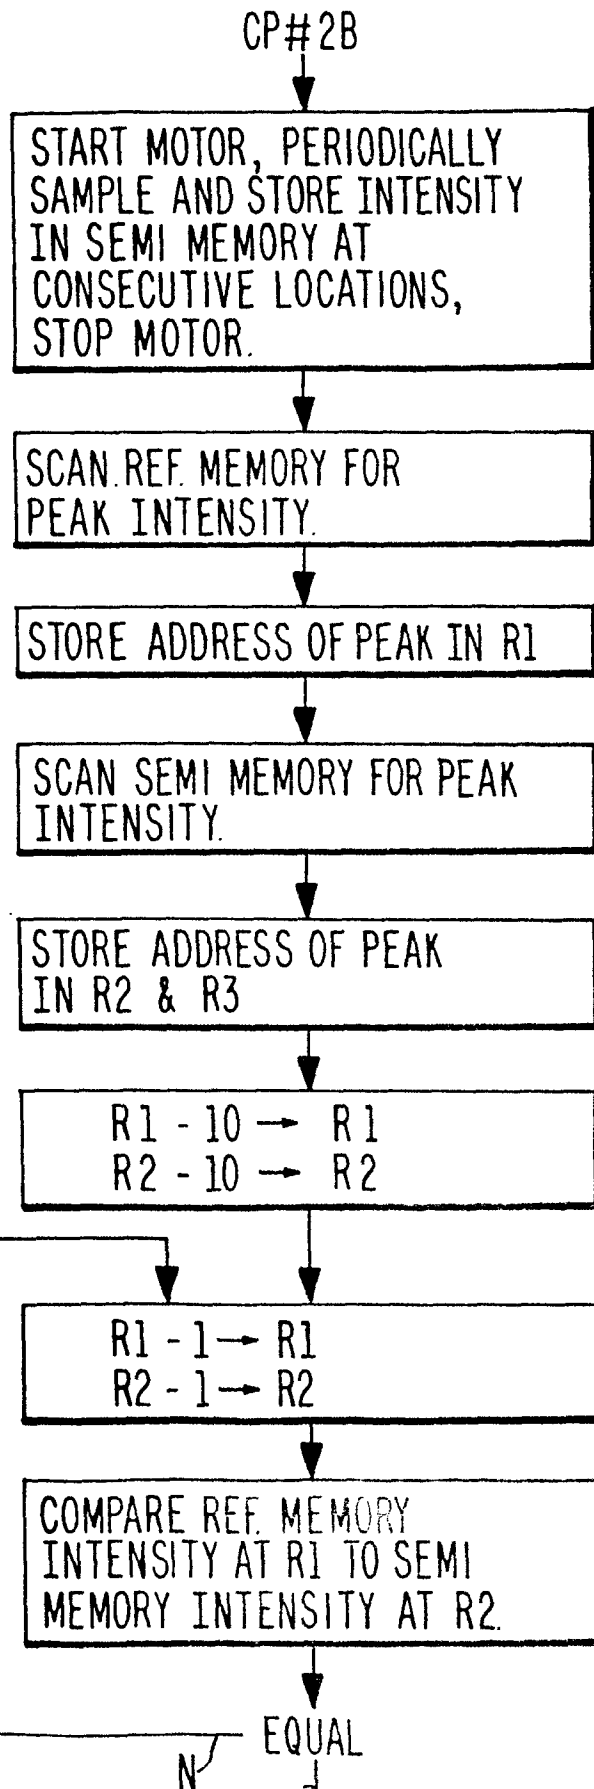 CP#2B
START MOTOR, PERIODICALLY
SAMPLE AND STORE INTENSITY
IN SEMI MEMORY AT
CONSECUTIVE LOCATIONS,
STOP MOTOR.
SCAN REF. MEMORY FOR
PEAK INTENSITY.
STORE ADDRESS OF PEAK IN R1
SCAN SEMI MEMORY FOR PEAK
INTENSITY.
STORE ADDRESS OF PEAK
IN R2 & R3
R1 - 10 → R1
R2 - 10 → R2
R1 - 1 → R1
R2 - 1 → R2
COMPARE REF. MEMORY
INTENSITY AT R1 TO SEMI
MEMORY INTENSITY AT R2.
EQUAL
N